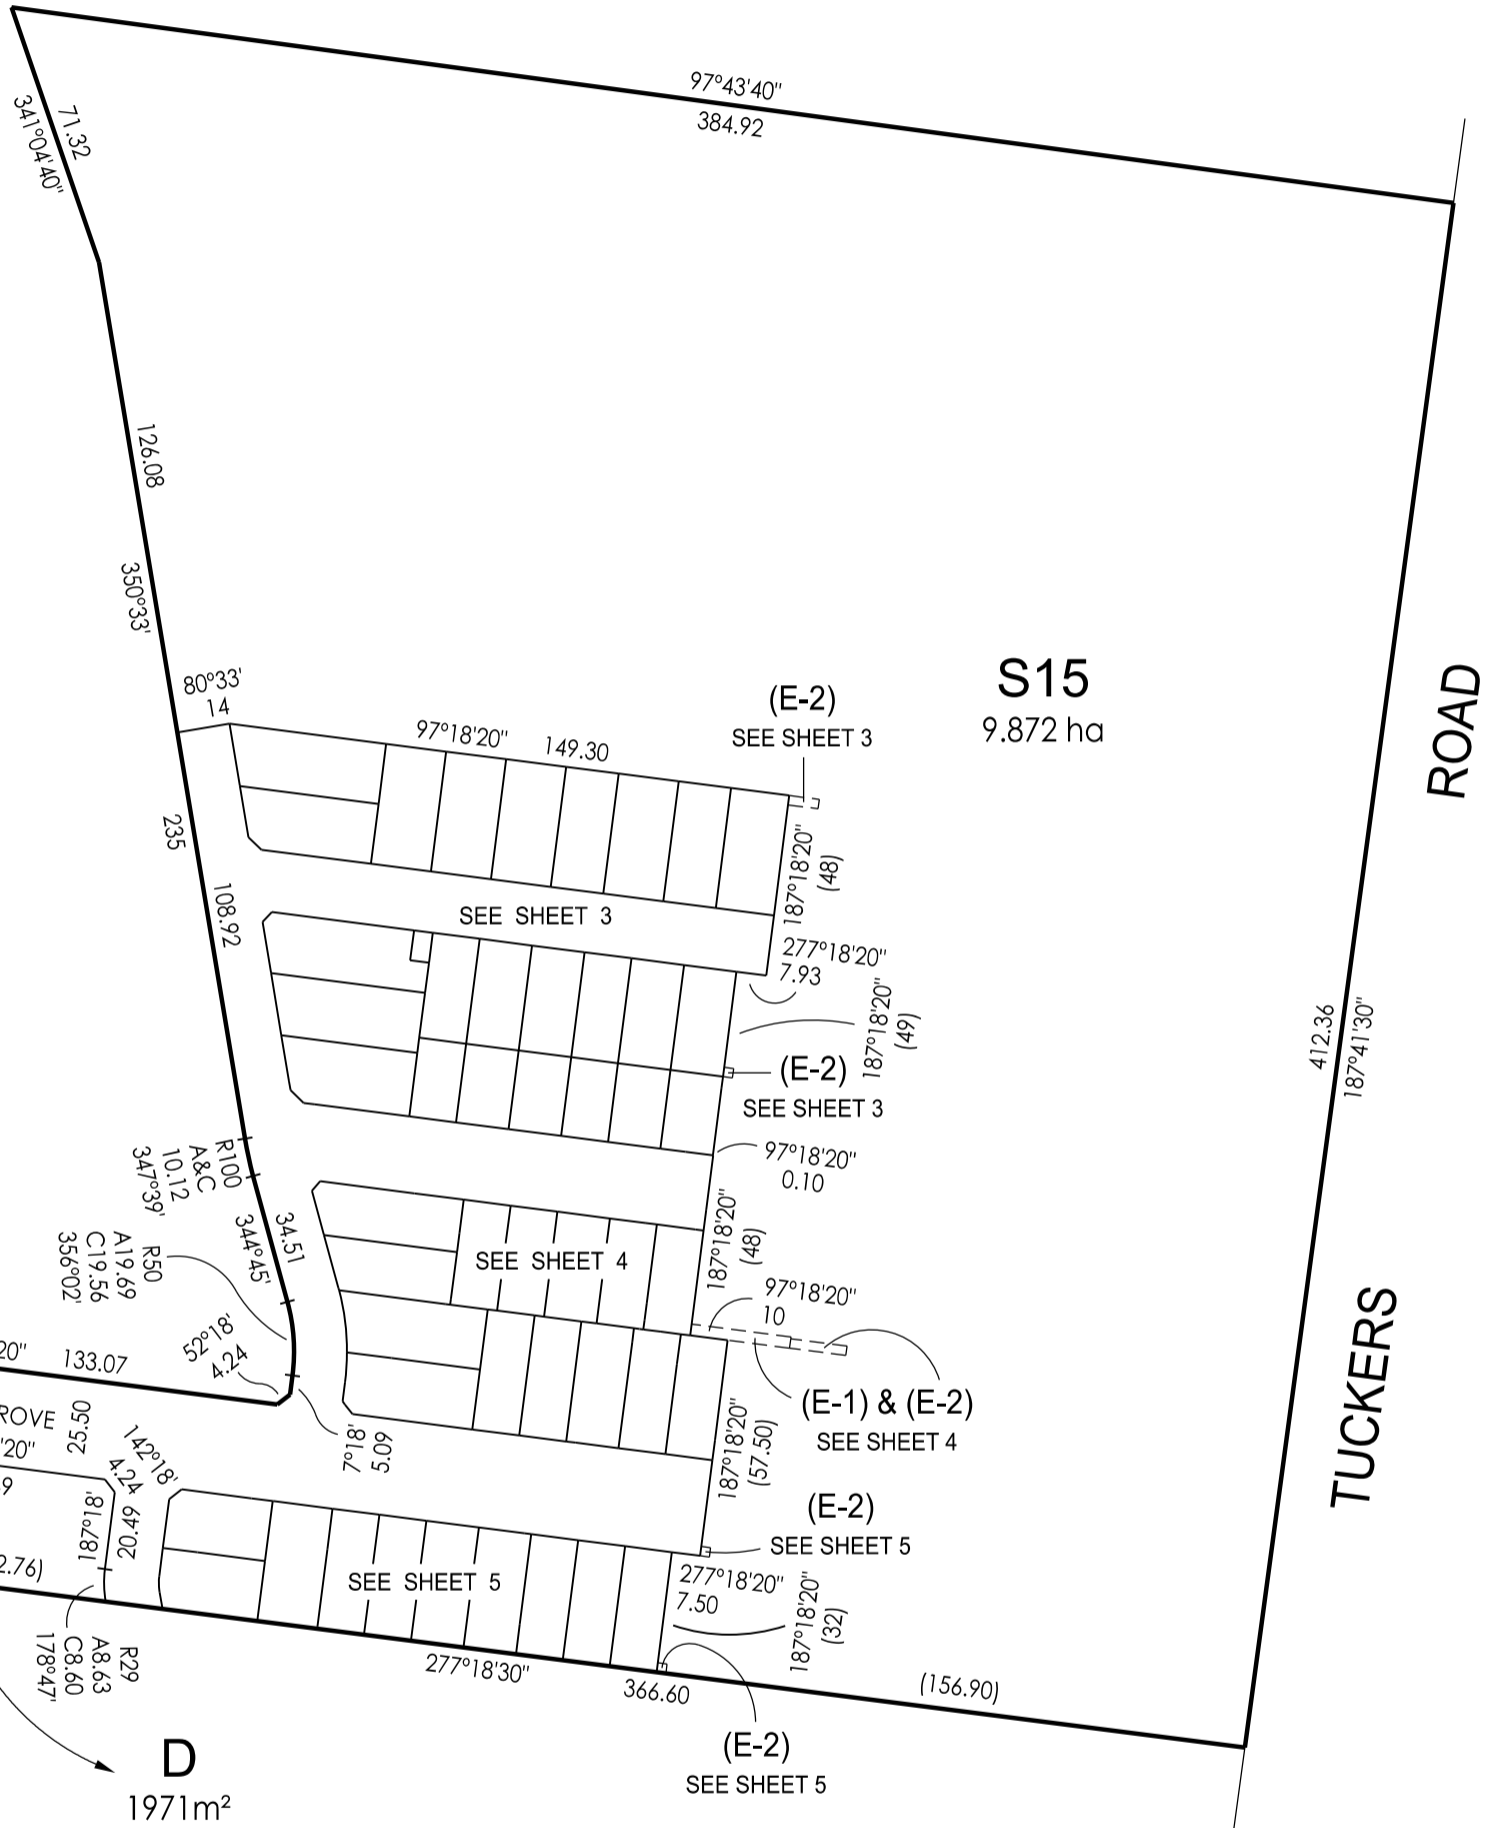 97°43'40"
384.92
71.32
341°04'40"
126.08
350°33'
80°33'
14
97°18'20" 149.30
(E-2)
SEE SHEET 3
S15
9.872 ha
TUCKERS ROAD
235
108.92
187°18'20"
(48)
SEE SHEET 3
277°18'20"
7.93
187°18'20"
(49)
(E-2)
SEE SHEET 3
412.36
187°41'30"
97°18'20"
0.10
R100
A&C
10.12
347°39'
34.51
344°45'
R50
A19.69
C19.56
356°02'
187°18'20"
(48)
SEE SHEET 4
97°18'20"
10
52°18'
4.24
20" 133.07
(E-1) & (E-2)
SEE SHEET 4
ROVE
'20"
25.50
9
142°18'
4.24
7°18'
5.09
187°18'20"
(57.50)
187°18'
20.49
(E-2)
SEE SHEET 5
2.76)
SEE SHEET 5
277°18'20"
7.50
187°18'20"
(32)
R29
A8.63
C8.60
178°47'
277°18'30"
366.60
(156.90)
(E-2)
SEE SHEET 5
D
1971m²